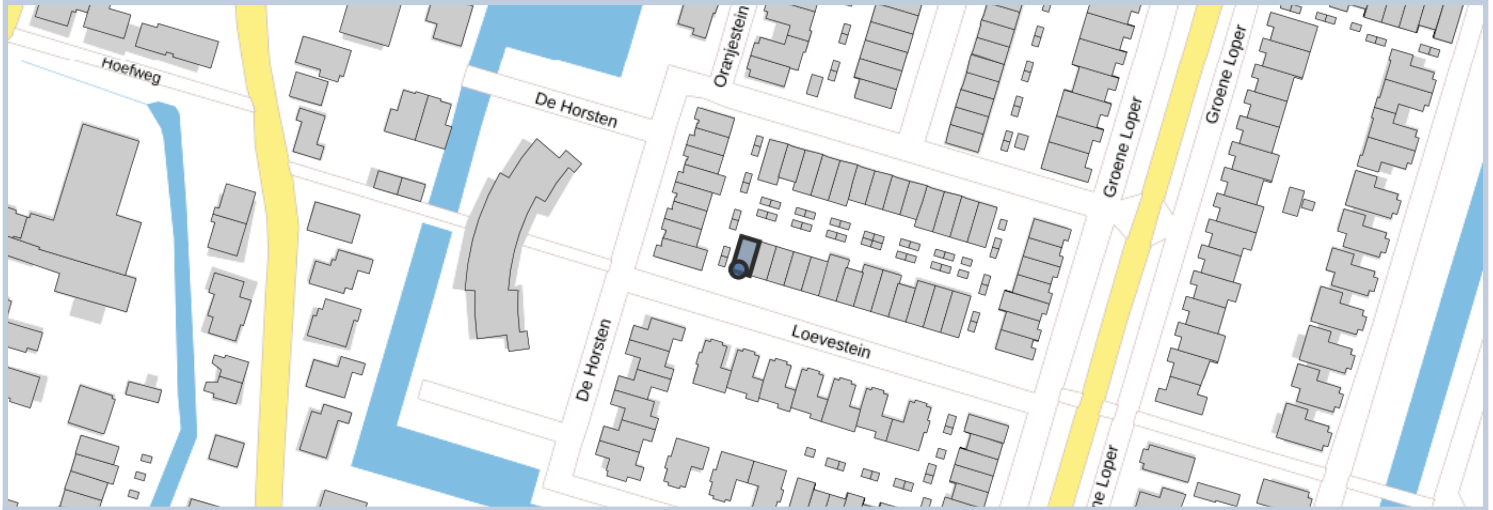 Hoefweg
Oranjestein
De Horsten
Groene Loper
Groene Loper
De Horsten
Loevestein
ne Loper